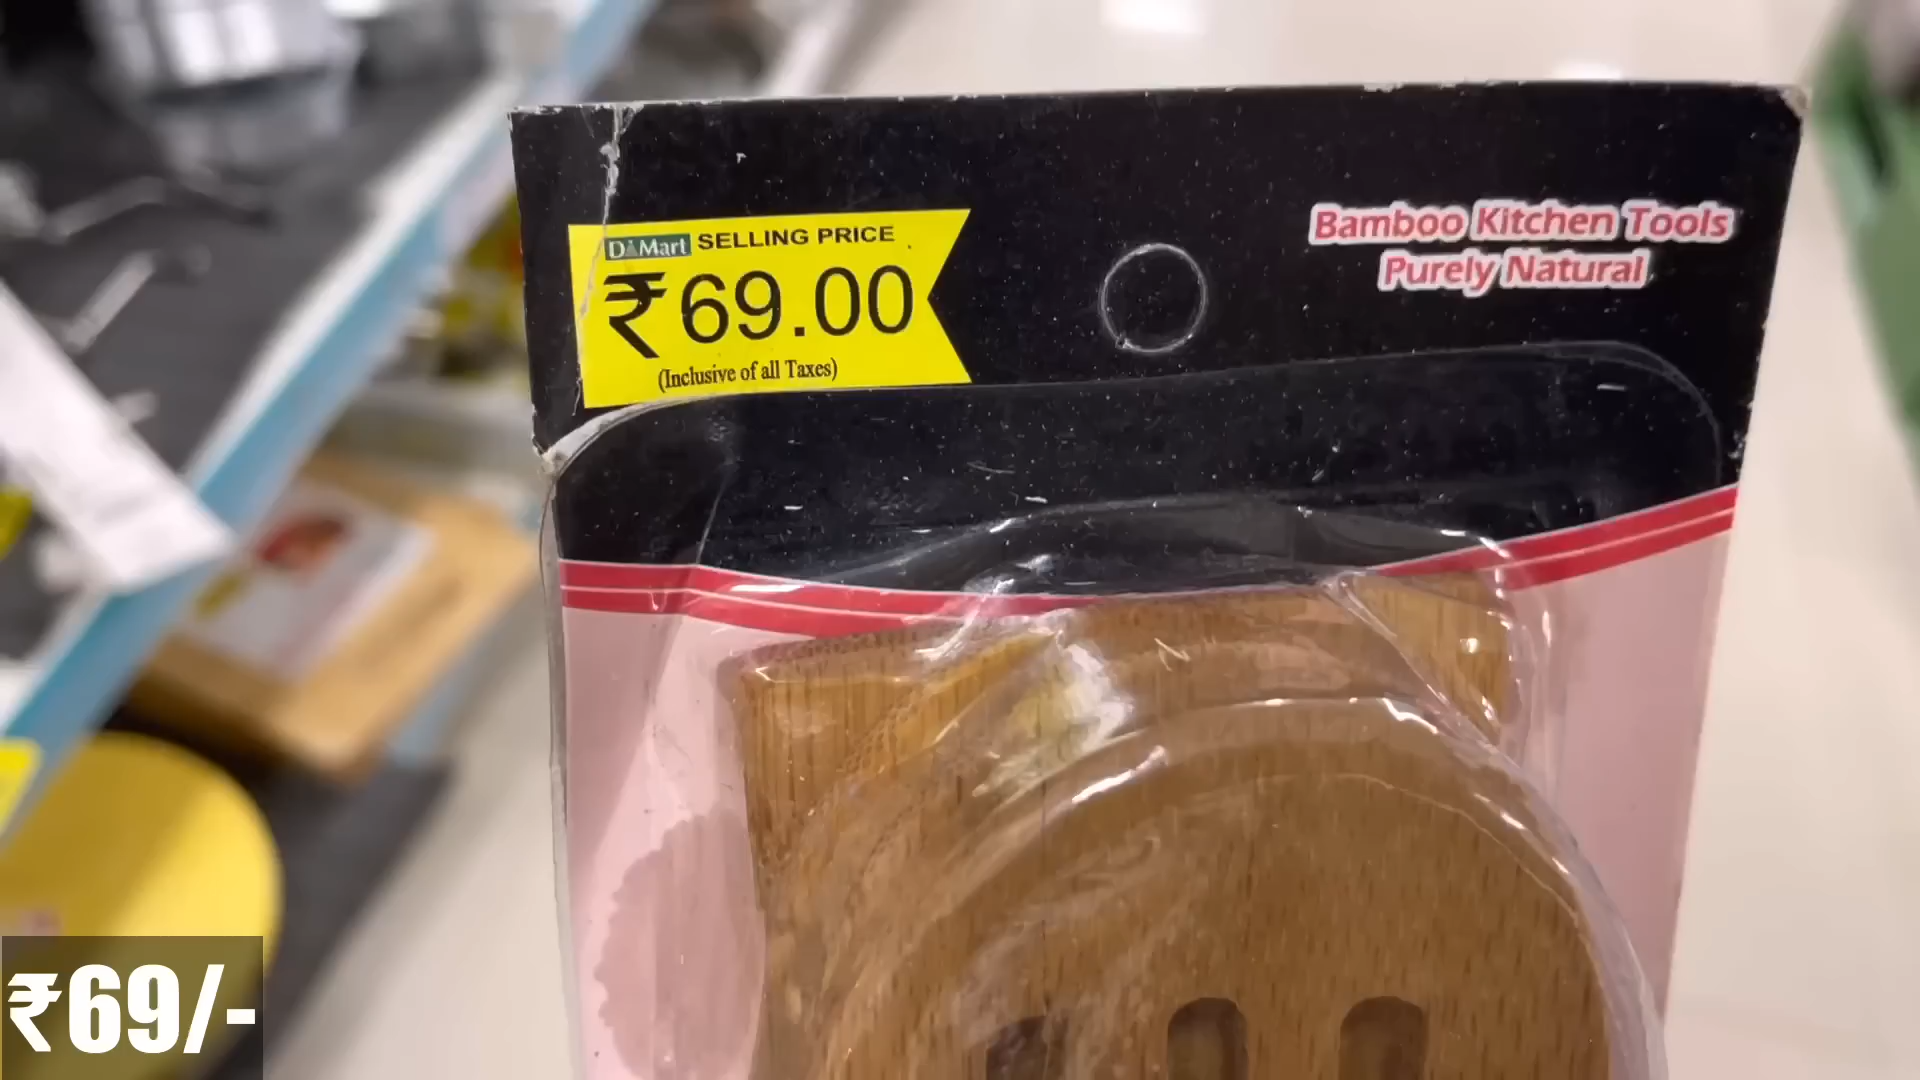 D Mart SELLING PRICE
₹69.00
(Inclusive of all Taxes)
Bamboo Kitchen Tools
Purely Natural
₹69/-